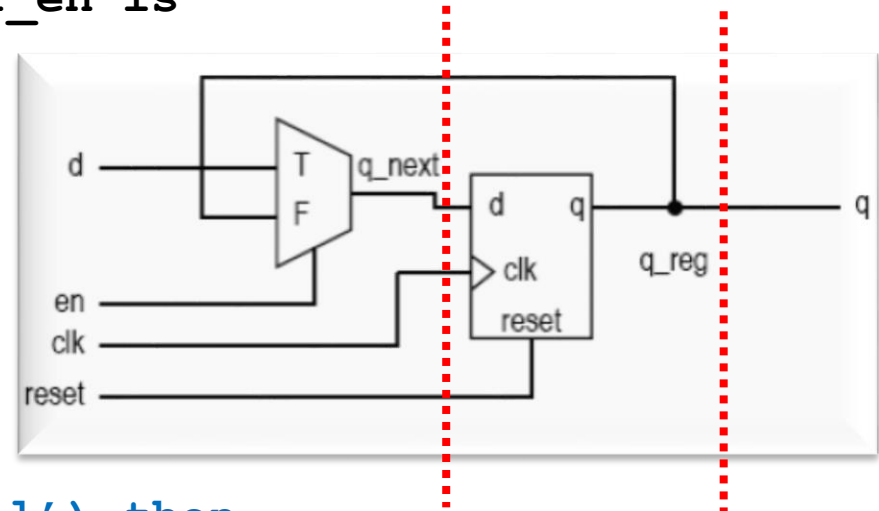 _en is
d
T
q_next
F
d
q
q
clk
q_reg
en
reset
clk
reset
then